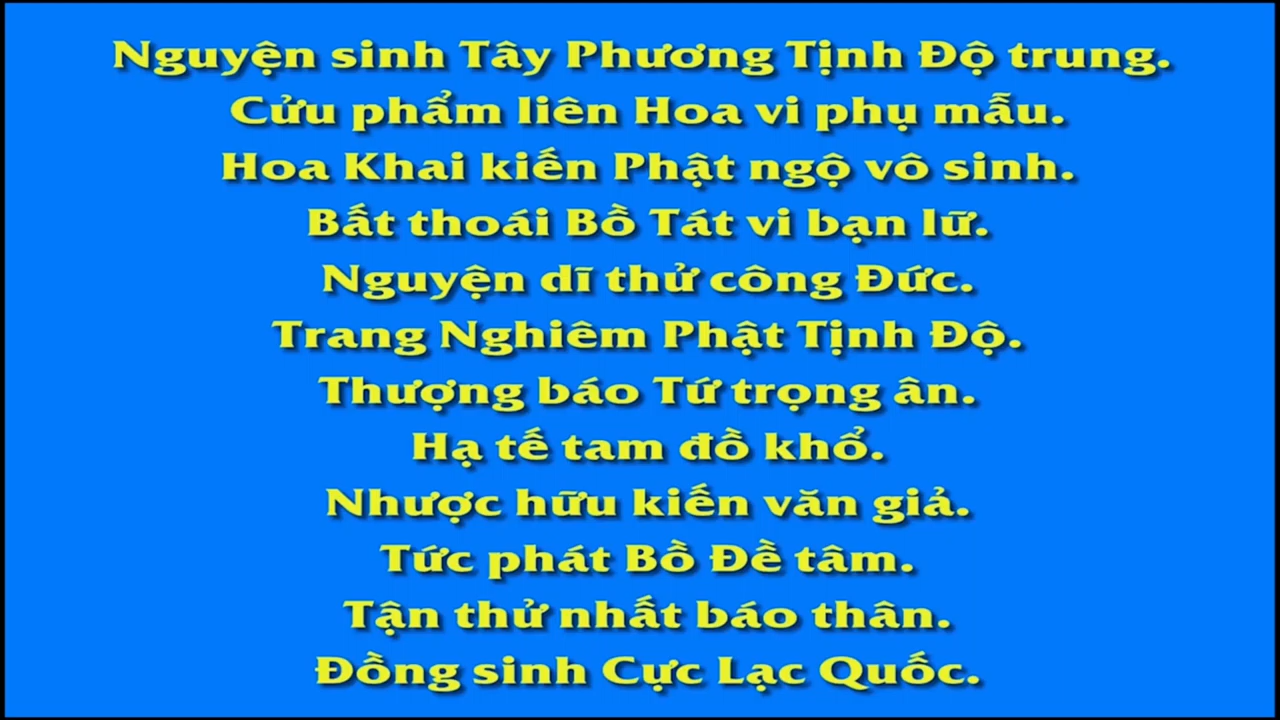 Nguyện sinh Tây Phương Tịnh Độ trung.
Cửu phẩm liên Hoa vi phụ mẫu.
Hoa Khai kiến Phật ngộ vô sinh.
Bất thoái Bồ Tát vi bạn lữ.
Nguyện dĩ thử công Đức.
Trang Nghiêm Phật Tịnh Độ.
Thượng báo Tứ trọng ân.
Hạ tế tam đồ khổ.
Nhược hữu kiến văn giả.
Tức phát Bồ Đề tâm.
Tận thử nhất báo thân.
Đồng sinh Cực Lạc Quốc.